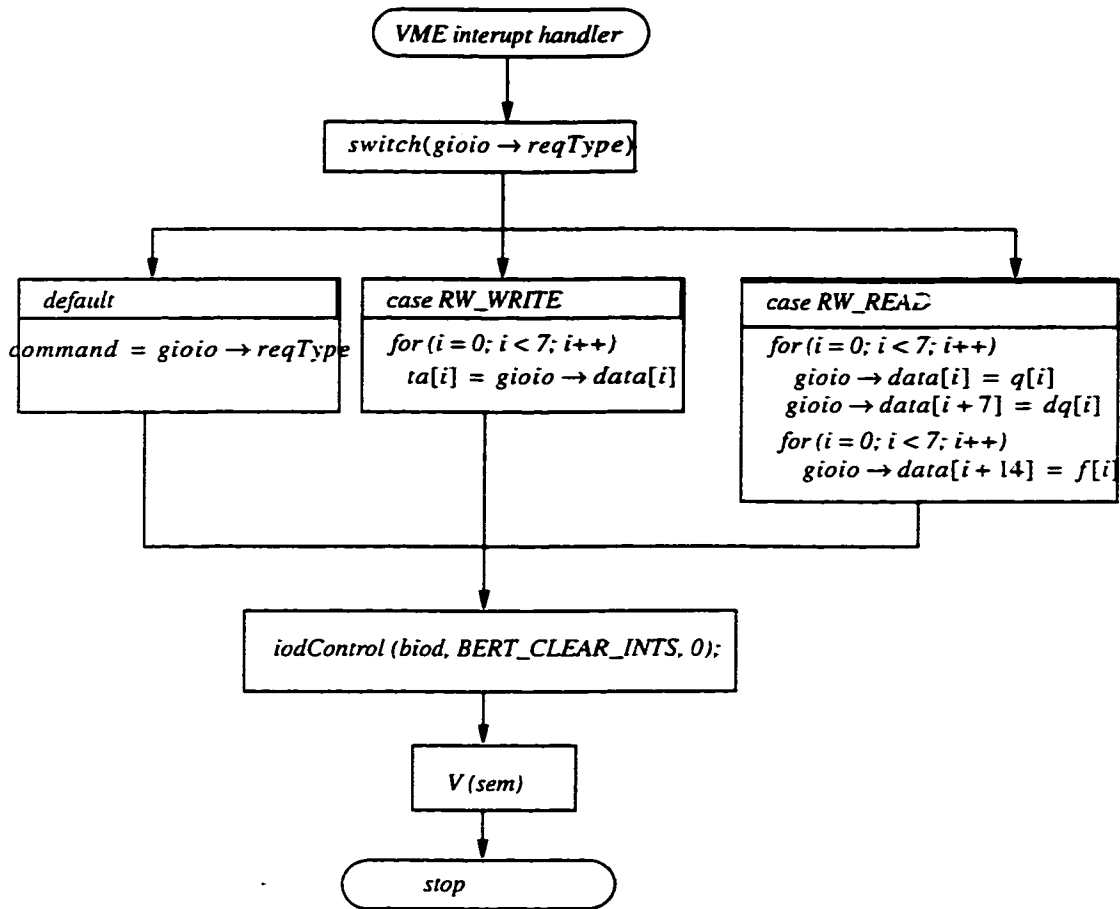 VME interupt handler
switch(gioio → reqType)
default
command = gioio → reqType
case RW_WRITE
for (i = 0; i < 7; i++)
ta[i] = gioio → data[i]
case RW_READ
for (i = 0; i < 7; i++)
gioio → data[i] = q[i]
gioio → data[i + 7] = dq[i]
for (i = 0; i < 7; i++)
gioio → data[i + 14] = f[i]
iodControl (biod, BERT_CLEAR_INTS, 0);
V (sem)
stop